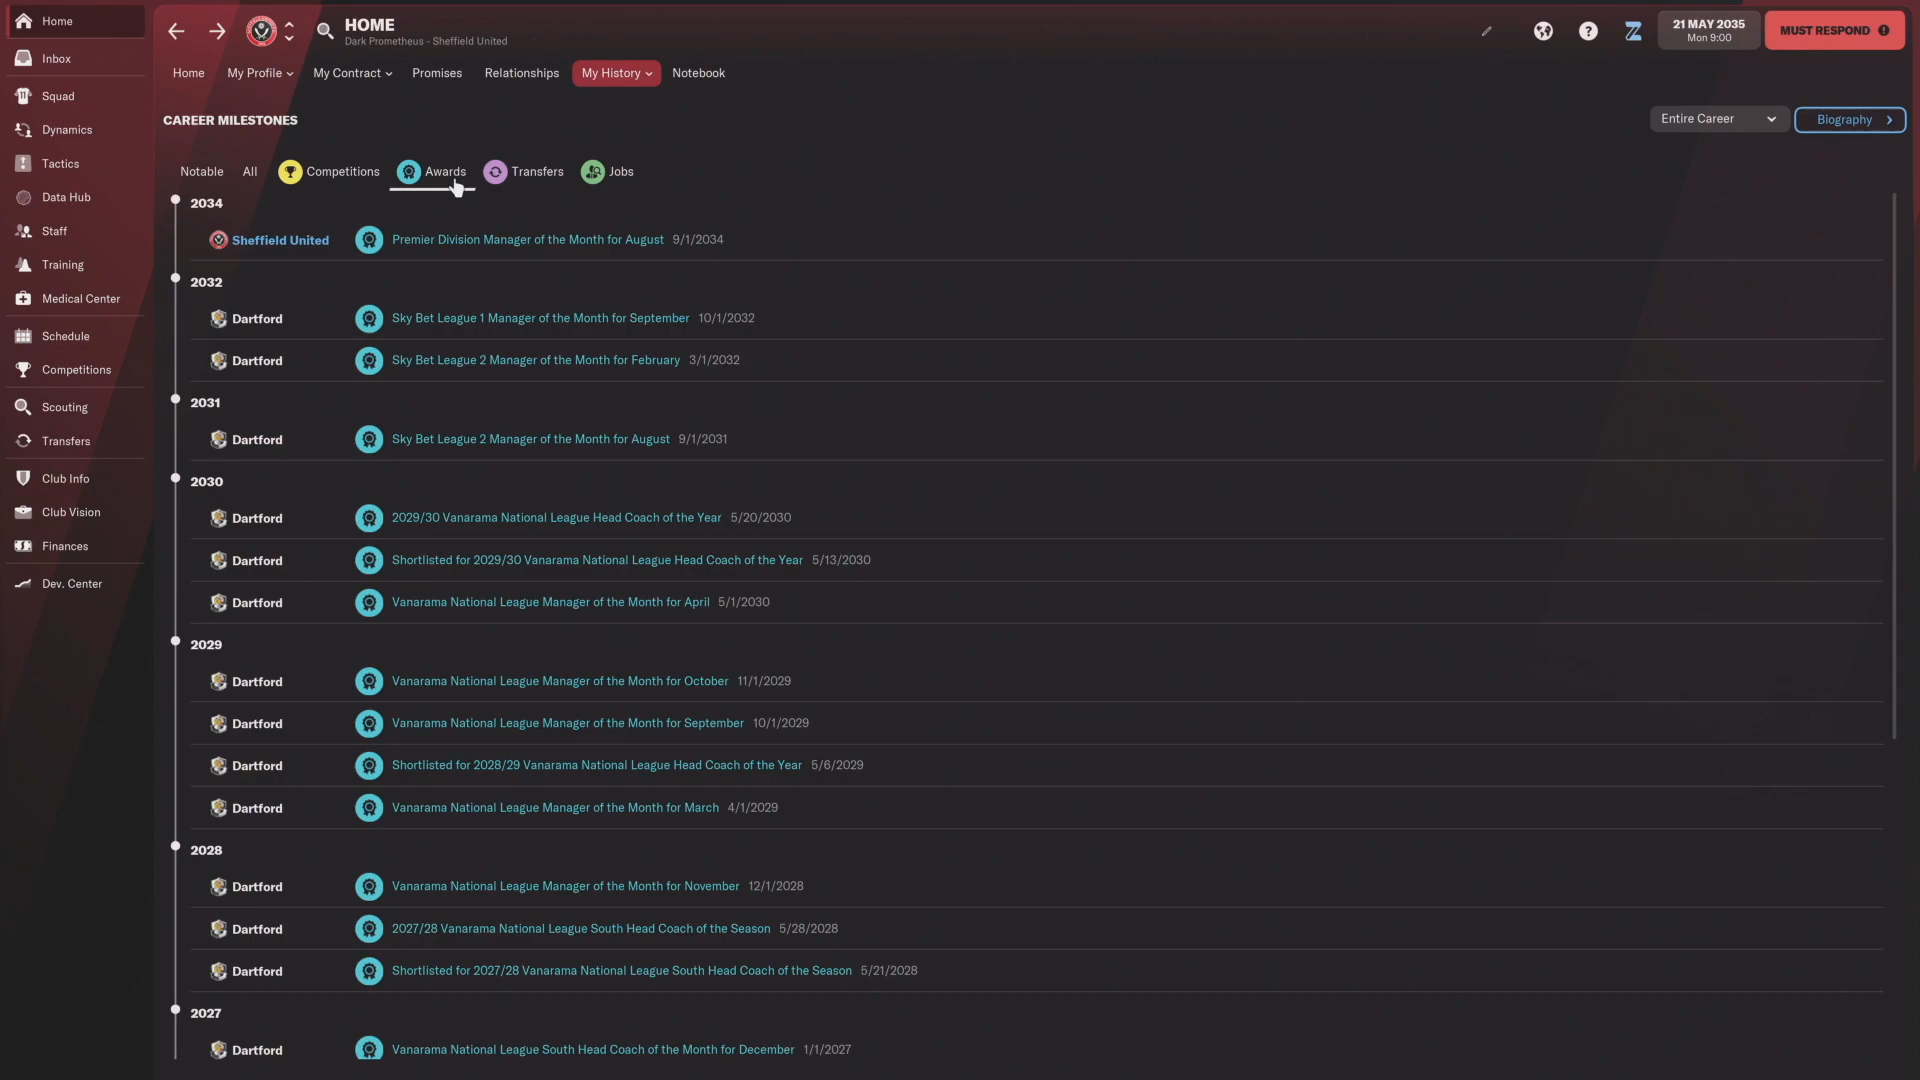 Home
Inbox
Squad
Dynamics
Tactics
Data Hub
Staff
Training
Medical Center
Schedule
Competitions
Scouting
Transfers
Club Info
Club Vision
Finances
Dev. Center
HOME
Dark Prometheus - Sheffield United
21 MAY 2035
Mon 9:00
MUST RESPOND
Home My Profile My Contract Promises Relationships My History Notebook
CAREER MILESTONES
Entire Career
Biography
Notable All Competitions Awards Transfers Jobs
2034
Sheffield United Premier Division Manager of the Month for August 9/1/2034
2032
Dartford Sky Bet League 1 Manager of the Month for September 10/1/2032
Dartford Sky Bet League 2 Manager of the Month for February 3/1/2032
2031
Dartford Sky Bet League 2 Manager of the Month for August 9/1/2031
2030
Dartford 2029/30 Vanarama National League Head Coach of the Year 5/20/2030
Dartford Shortlisted for 2029/30 Vanarama National League Head Coach of the Year 5/13/2030
Dartford Vanarama National League Manager of the Month for April 5/1/2030
2029
Dartford Vanarama National League Manager of the Month for October 11/1/2029
Dartford Vanarama National League Manager of the Month for September 10/1/2029
Dartford Shortlisted for 2028/29 Vanarama National League Head Coach of the Year 5/6/2029
Dartford Vanarama National League Manager of the Month for March 4/1/2029
2028
Dartford Vanarama National League Manager of the Month for November 12/1/2028
Dartford 2027/28 Vanarama National League South Head Coach of the Season 5/28/2028
Dartford Shortlisted for 2027/28 Vanarama National League South Head Coach of the Season 5/21/2028
2027
Dartford Vanarama National League South Head Coach of the Month for December 1/1/2027